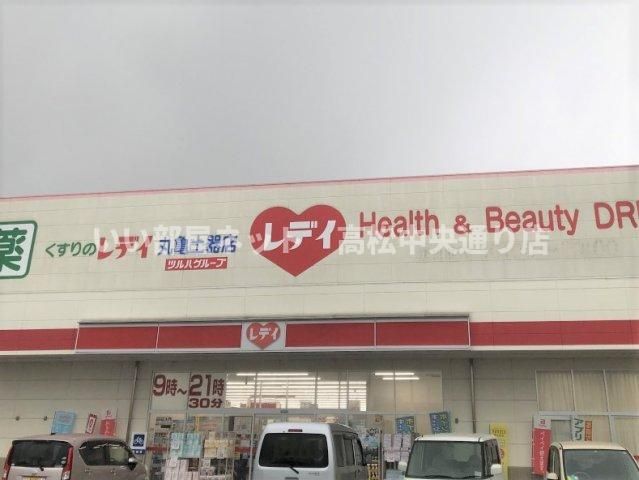 薬
くすりのレデイ 丸亀土器店
ツルハグループ
レデイ
Health & Beauty DR
いい部屋ネット 高松中央通り店
レデイ
9時～21時
30分